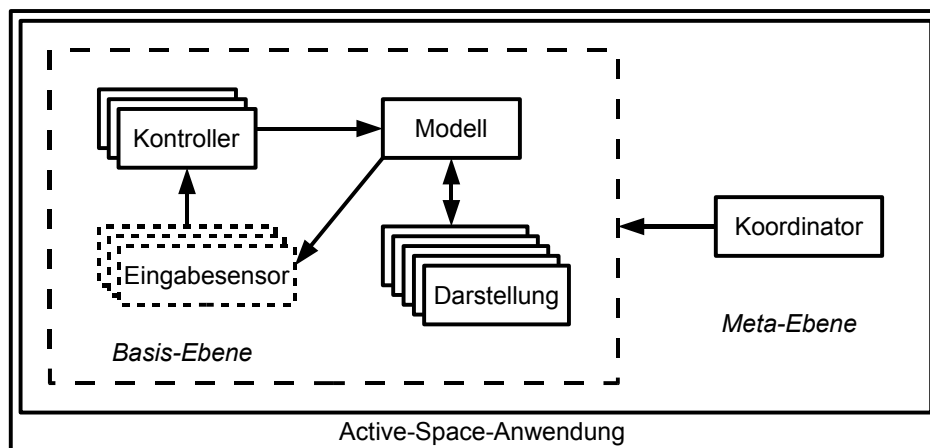 Kontroller
Modell
Koordinator
Eingabesensor
Darstellung
Meta-Ebene
Basis-Ebene
Active-Space-Anwendung